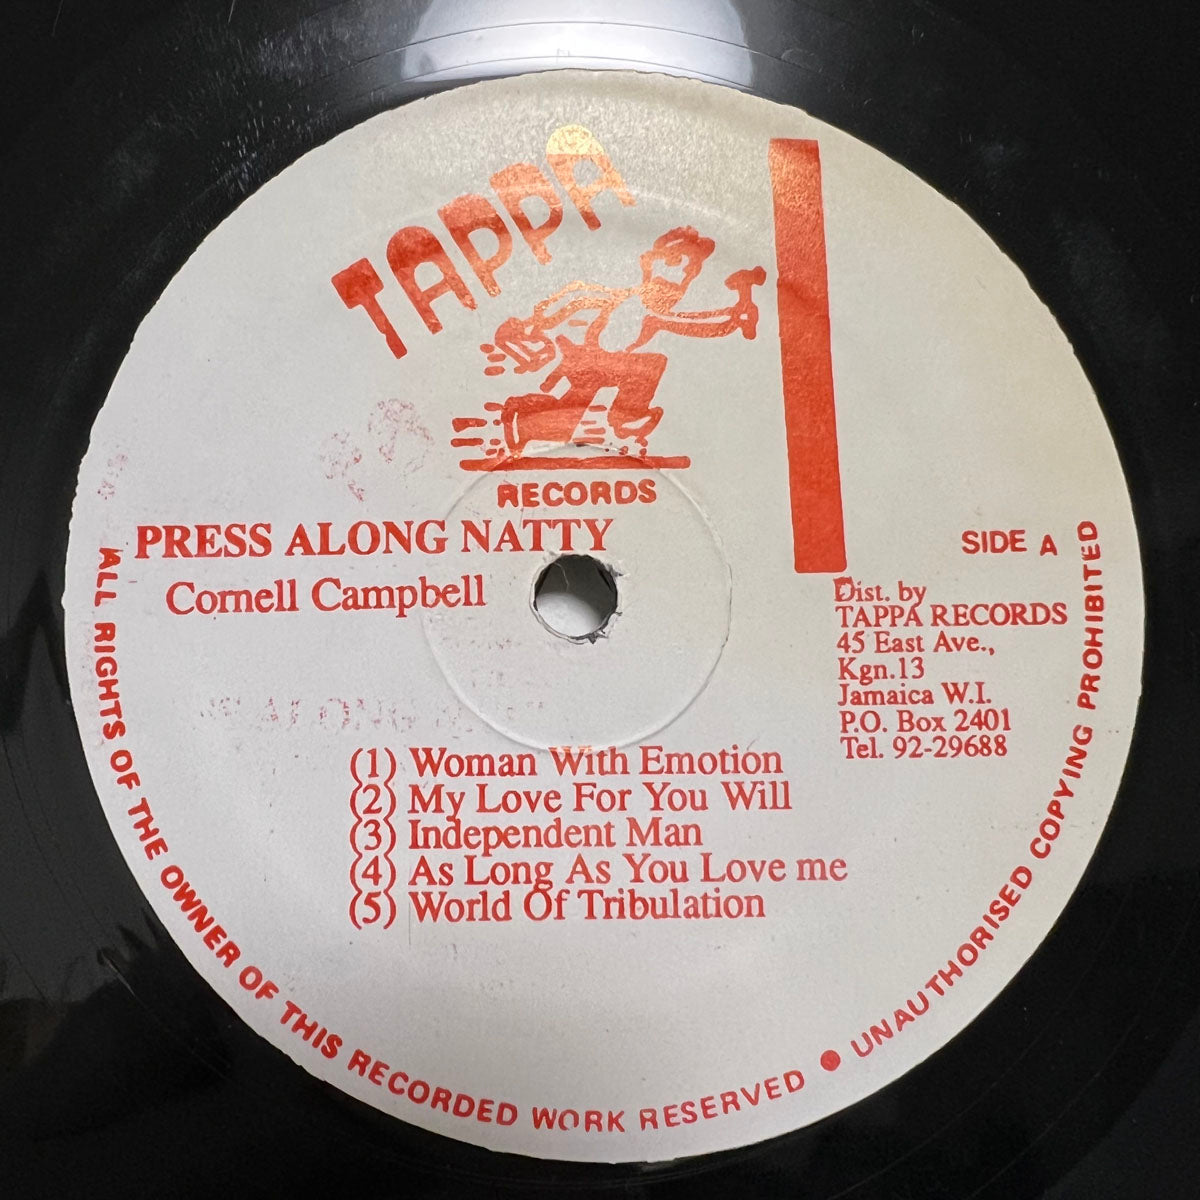 TAPPA
RECORDS
PRESS ALONG NATTY
Cornell Campbell
SIDE A
Dist. by
TAPPA RECORDS
45 East Ave.,
Kgn.13
Jamaica W.I.
P.O. Box 2401
Tel. 92-29688
(1) Woman With Emotion
(2) My Love For You Will
(3) Independent Man
(4) As Long As You Love me
(5) World Of Tribulation
ALL RIGHTS OF THE OWNER OF THIS RECORDED WORK RESERVED • UNAUTHORISED COPYING PROHIBITED